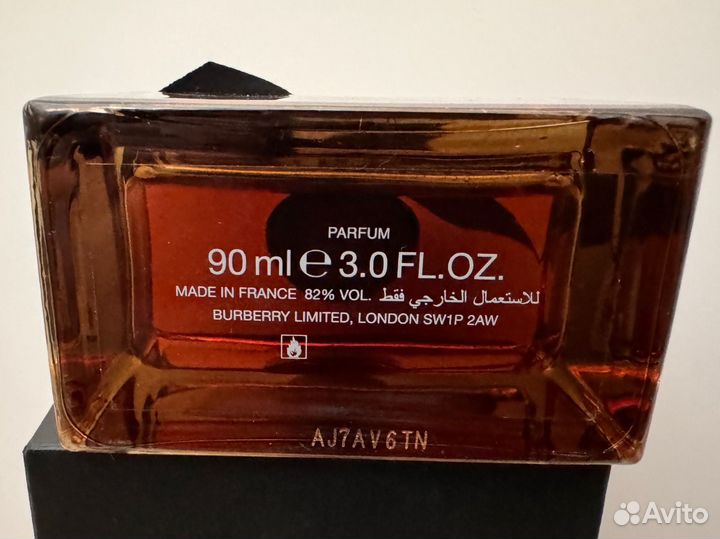 PARFUM
90 ml ℮ 3.0 FL.OZ.
MADE IN FRANCE 82% VOL. للاستعمال الخارجي فقط
BURBERRY LIMITED, LONDON SW1P 2AW
AJ7AV6TN
Avito